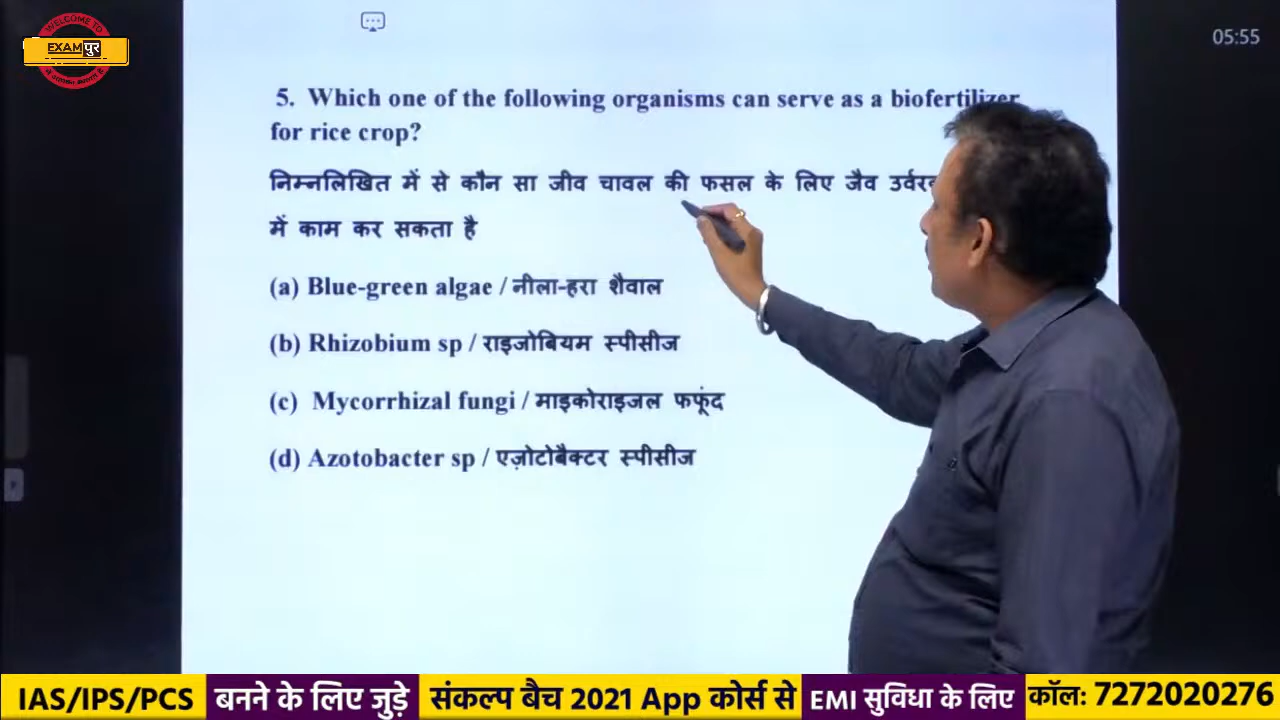 WELCOME TO
EXAMपुर
05:55
5. Which one of the following organisms can serve as a biofertilizer
for rice crop?
निम्नलिखित में से कौन सा जीव चावल की फसल के लिए जैव
में काम कर सकता है
(a) Blue-green algae / नीला-हरा शैवाल
(b) Rhizobium sp / राइजोबियम स्पीसीज
(c) Mycorrhizal fungi / माइकोराइजल फफूंद
(d) Azotobacter sp / एज़ोटोबैक्टर स्पीसीज
IAS/IPS/PCS बनने के लिए जुड़े संकल्प बैच 2021 App कोर्स से EMI सुविधा के लिए कॉल: 7272020276